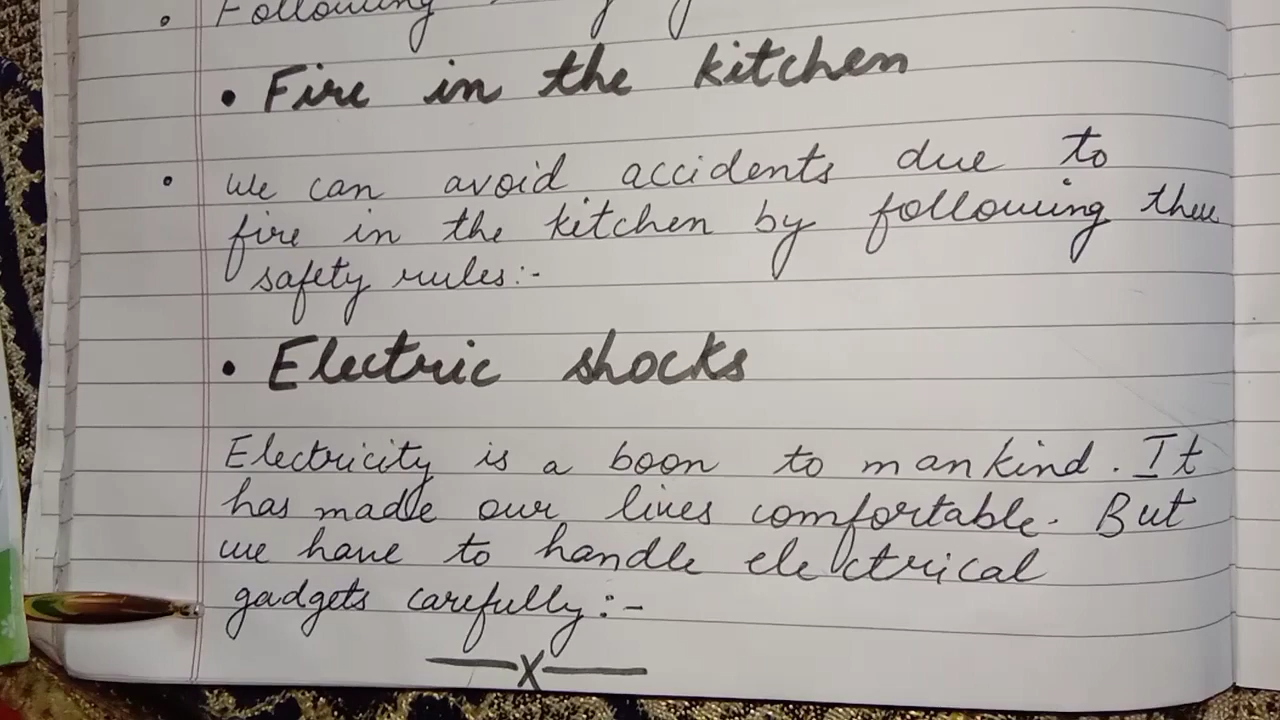 • Following
• Fire in the kitchen
• We can avoid accidents due to
fire in the kitchen by following these
safety rules:-
• Electric shocks
Electricity is a boon to mankind. It
has made our lives comfortable. But
we have to handle electrical
gadgets carefully:-
—X—